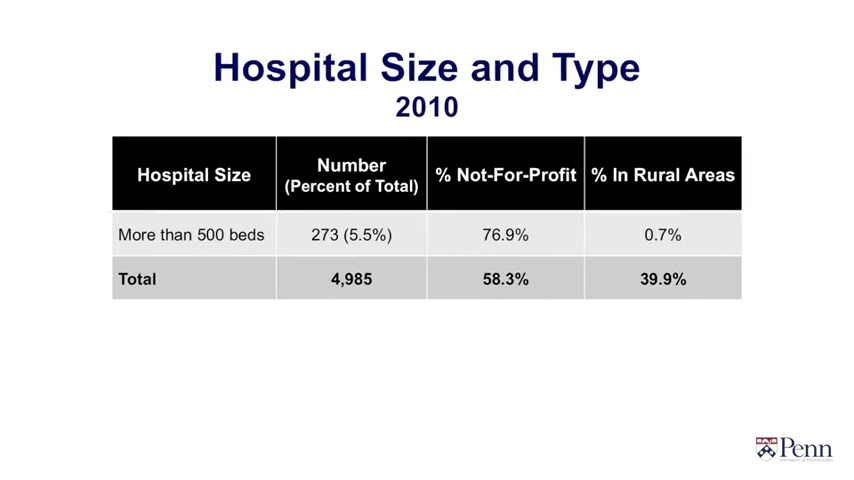 Hospital Size and Type
2010
Hospital Size
Number
(Percent of Total)
% Not-For-Profit
% In Rural Areas
More than 500 beds
273 (5.5%)
76.9%
0.7%
Total
4,985
58.3%
39.9%
Penn